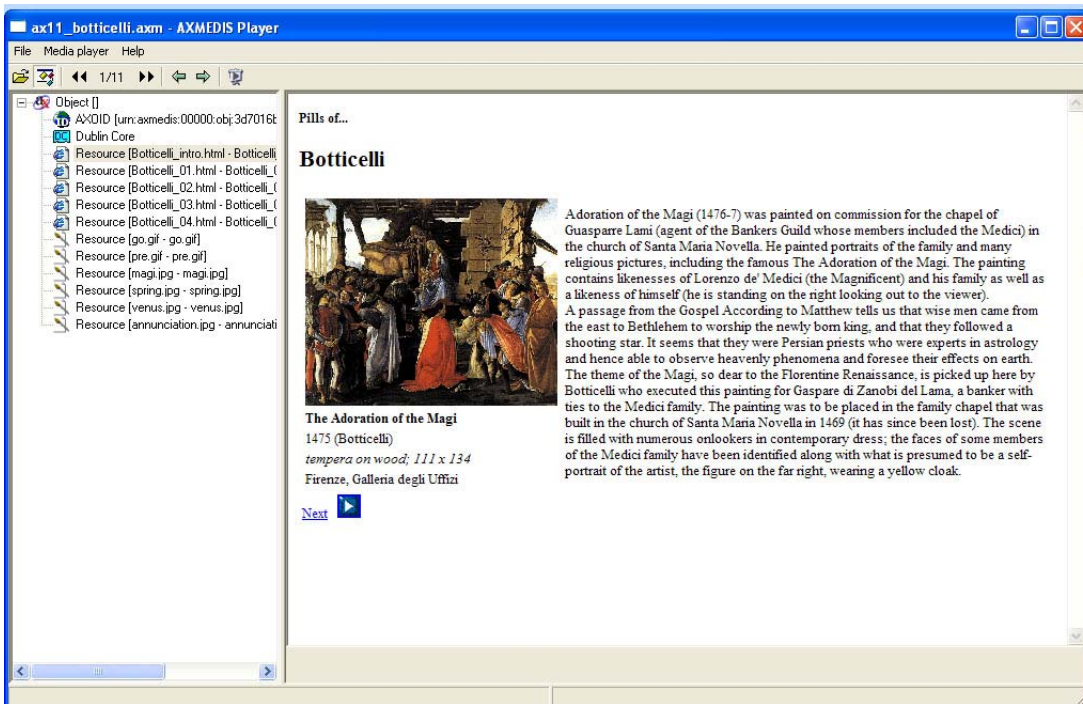 ax11_botticelli.axm - AXMEDIS Player
File Media player Help
1/11
Object []
AXOID [urn:axmedis:00000:obj:3d7016b
Dublin Core
Resource [Botticelli_intro.html - Botticelli_
Resource [Botticelli_01.html - Botticelli_0
Resource [Botticelli_02.html - Botticelli_0
Resource [Botticelli_03.html - Botticelli_0
Resource [Botticelli_04.html - Botticelli_0
Resource [go.gif - go.gif]
Resource [pre.gif - pre.gif]
Resource [magi.jpg - magi.jpg]
Resource [spring.jpg - spring.jpg]
Resource [venus.jpg - venus.jpg]
Resource [annunciation.jpg - annunciati
Pills of...
Botticelli
The Adoration of the Magi
1475 (Botticelli)
tempera on wood; 111 x 134
Firenze, Galleria degli Uffizi
Next
Adoration of the Magi (1476-7) was painted on commission for the chapel of
Guasparre Lami (agent of the Bankers Guild whose members included the Medici) in
the church of Santa Maria Novella. He painted portraits of the family and many
religious pictures, including the famous The Adoration of the Magi. The painting
contains likenesses of Lorenzo de' Medici (the Magnificent) and his family as well as
a likeness of himself (he is standing on the right looking out to the viewer).
A passage from the Gospel According to Matthew tells us that wise men came from
the east to Bethlehem to worship the newly born king, and that they followed a
shooting star. It seems that they were Persian priests who were experts in astrology
and hence able to observe heavenly phenomena and foresee their effects on earth.
The theme of the Magi, so dear to the Florentine Renaissance, is picked up here by
Botticelli who executed this painting for Gaspare di Zanobi del Lama, a banker with
ties to the Medici family. The painting was to be placed in the family chapel that was
built in the church of Santa Maria Novella in 1469 (it has since been lost). The scene
is filled with numerous onlookers in contemporary dress; the faces of some members
of the Medici family have been identified along with what is presumed to be a self-
portrait of the artist, the figure on the far right, wearing a yellow cloak.